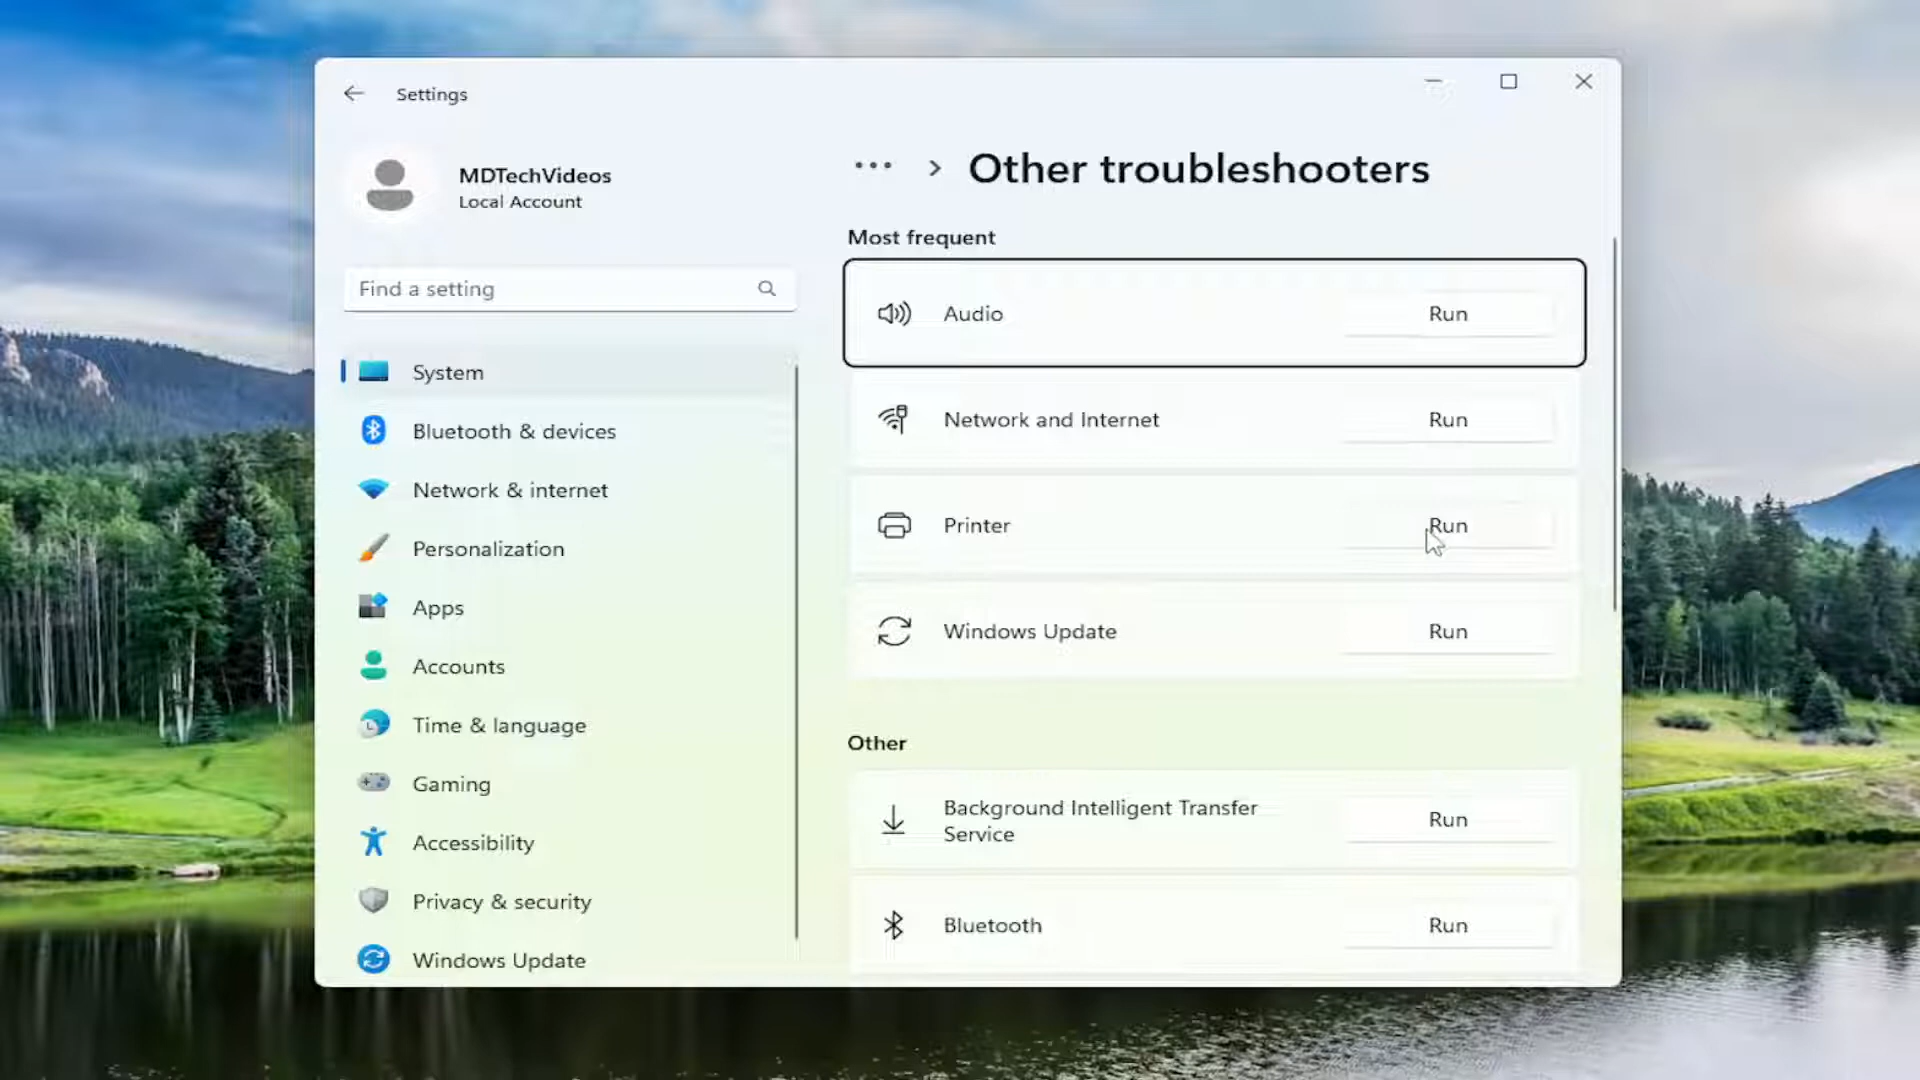 Settings
MDTechVideos
Local Account
Find a setting
System
Bluetooth & devices
Network & internet
Personalization
Apps
Accounts
Time & language
Gaming
Accessibility
Privacy & security
Windows Update
... > Other troubleshooters
Most frequent
Audio Run
Network and Internet Run
Printer Run
Windows Update Run
Other
Background Intelligent Transfer
Service Run
Bluetooth Run